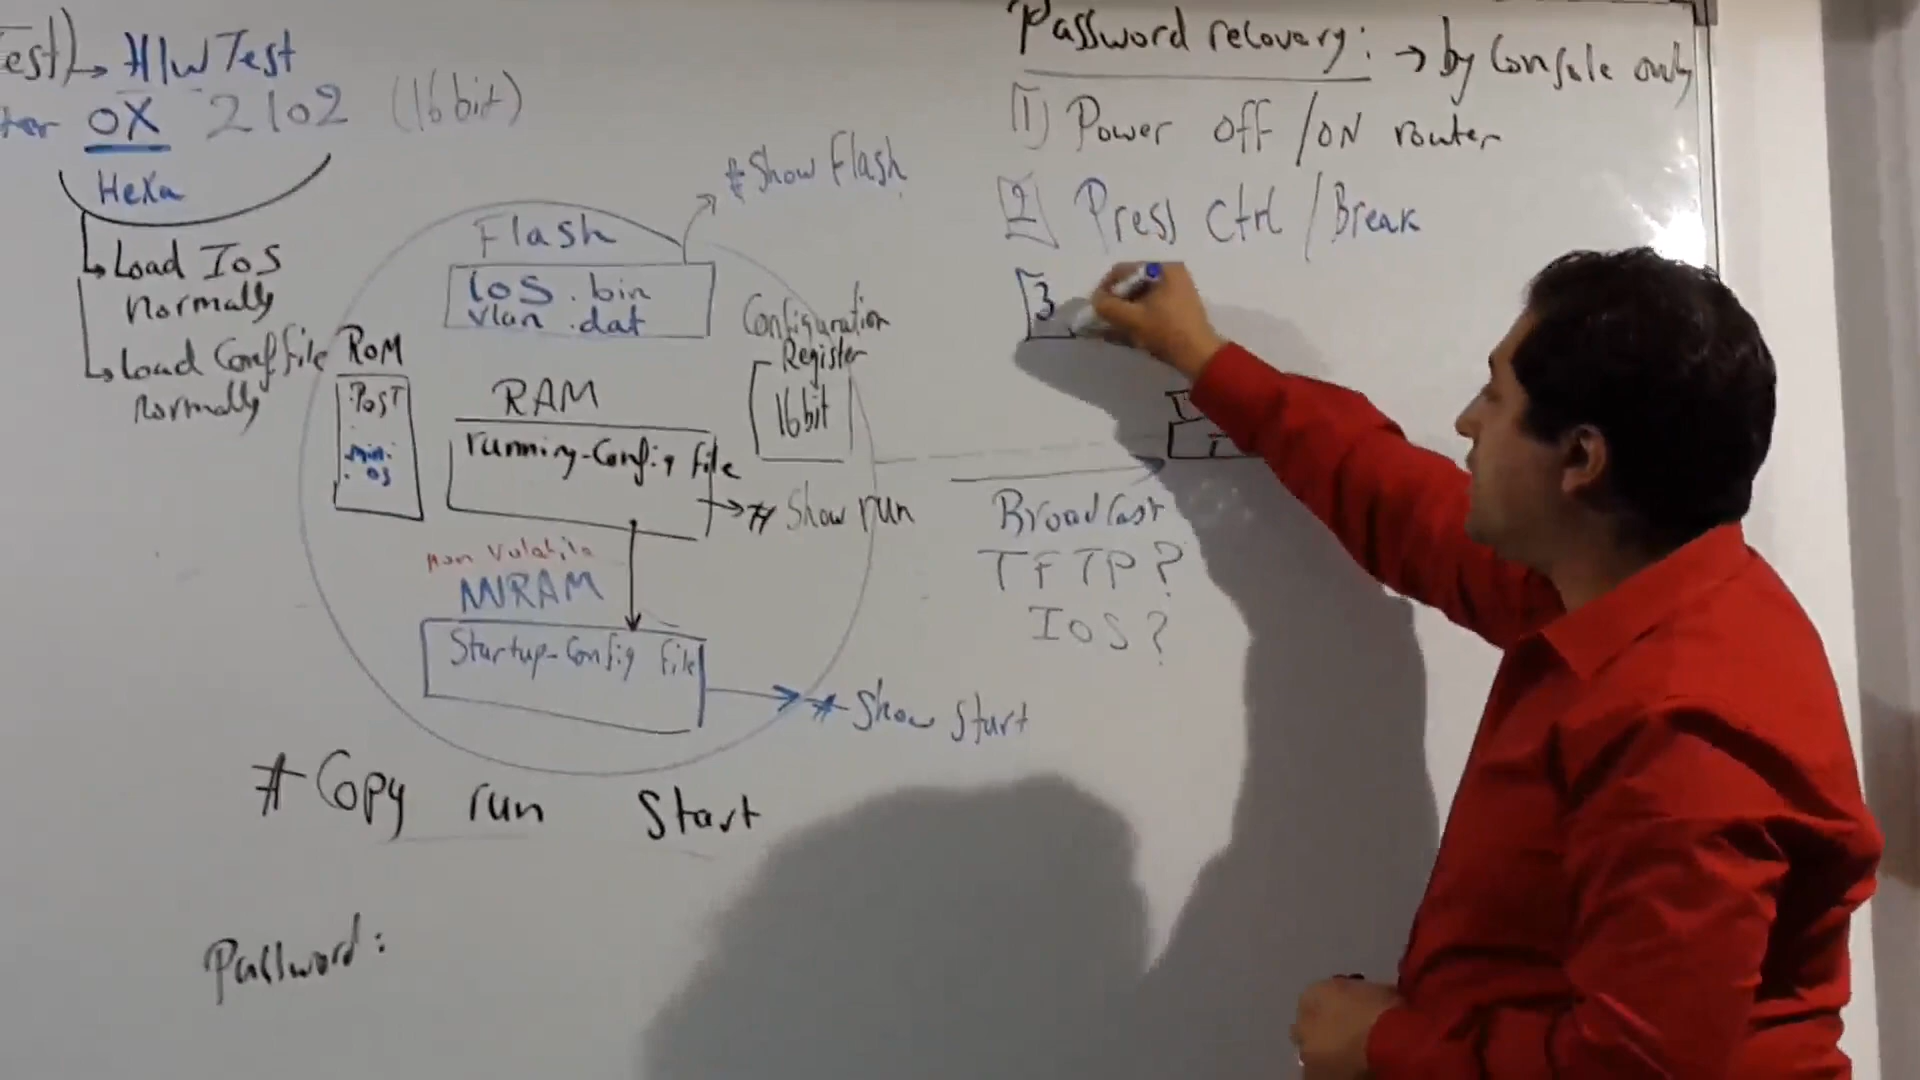 Test) → H/W Test
0X 2102 (16 bit)
Hexa
Load IOS
normally
Load Conf file
normally
# Show Flash
Flash
IOS .bin
vlan .dat
Configuration
Register
16 bit
ROM
POST
mini
OS
RAM
running-Config file
# Show run
Non Volatile
NVRAM
Startup-Config file
# Show start
# Copy run start
Password:
Password recovery: → by Console only
1 Power off / ON router
2 Press Ctrl / Break
3
Broadcast
TFTP?
IOS?